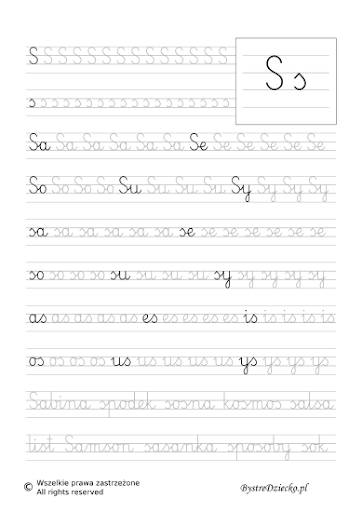 S S S S S S S S S S S S S S
S s
s s s s s s s s s s s s s s s s
Sa Sa Sa Sa Sa Sa Se Se Se Se Se Se
So So So So Su Su Su Su Sy Sy Sy Sy
sa sa sa sa sa sa se se se se se se se
so so so so su su su su sy sy sy sy sy
as as as as as es es es es es is is is is is
os os os os us us us us us ys ys ys ys
Sabina spodek sosna kosmos salsa
list Samson sasanka sposoby sok
© Wszelkie prawa zastrzeżone
All rights reserved
BystreDziecko.pl